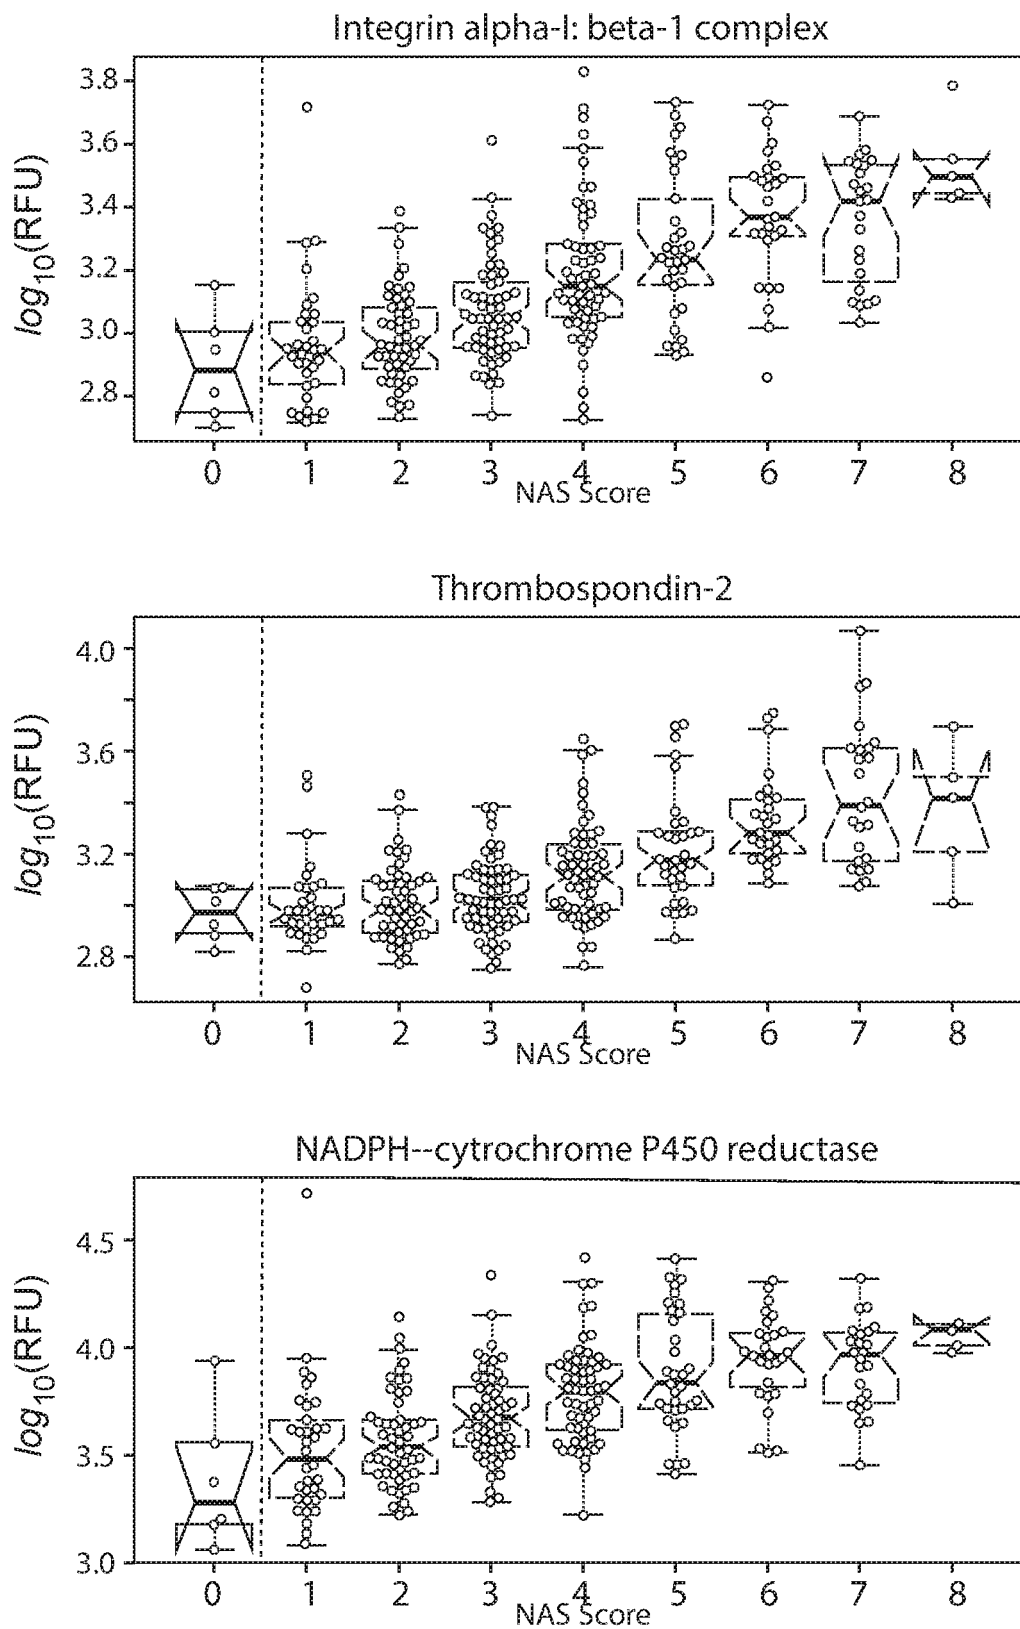 Integrin alpha-I: beta-1 complex
3.8
3.6
3.4
3.2
3.0
2.8
log10(RFU)
0 1 2 3 4 5 6 7 8
NAS Score
Thrombospondin-2
4.0
3.6
3.2
2.8
log10(RFU)
0 1 2 3 4 5 6 7 8
NAS Score
NADPH--cytrochrome P450 reductase
4.5
4.0
3.5
3.0
log10(RFU)
0 1 2 3 4 5 6 7 8
NAS Score